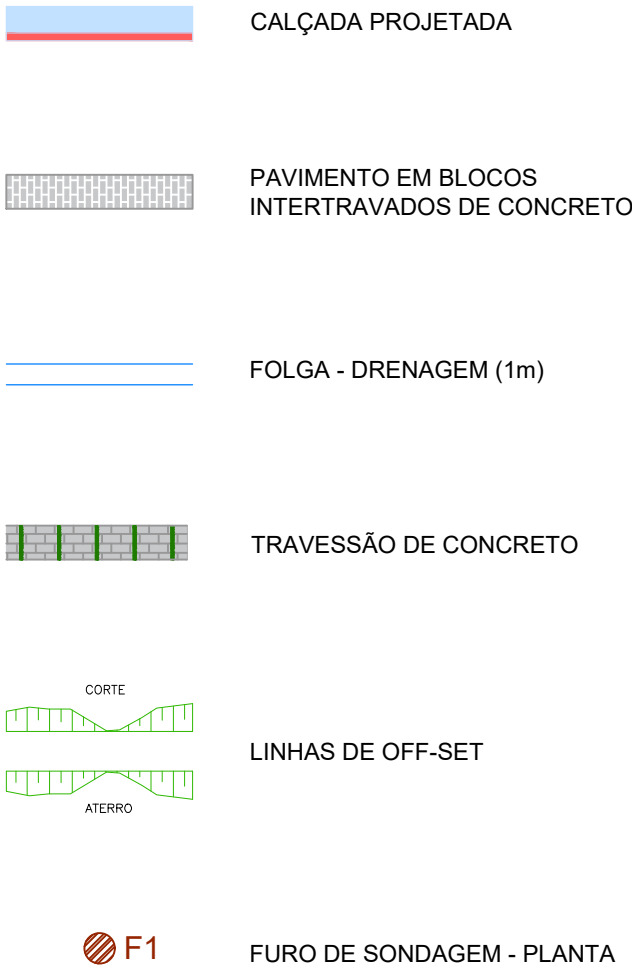 CALÇADA PROJETADA
PAVIMENTO EM BLOCOS
INTERTRAVADOS DE CONCRETO
FOLGA - DRENAGEM (1m)
TRAVESSÃO DE CONCRETO
CORTE
LINHAS DE OFF-SET
ATERRO
F1 FURO DE SONDAGEM - PLANTA